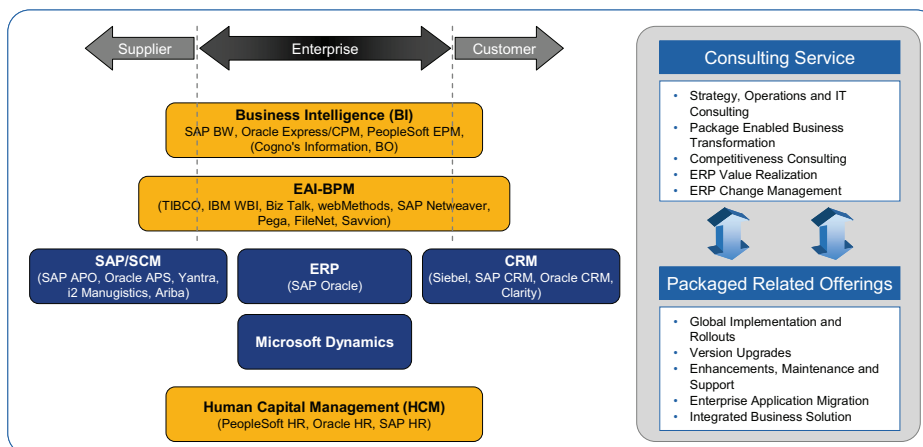 Supplier
Enterprise
Customer
Business Intelligence (BI)
SAP BW, Oracle Express/CPM, PeopleSoft EPM,
(Cogno's Information, BO)
EAI-BPM
(TIBCO, IBM WBI, Biz Talk, webMethods, SAP Netweaver,
Pega, FileNet, Savvion)
SAP/SCM
(SAP APO, Oracle APS, Yantra,
i2 Manugistics, Ariba)
ERP
(SAP Oracle)
CRM
(Siebel, SAP CRM, Oracle CRM,
Clarity)
Microsoft Dynamics
Human Capital Management (HCM)
(PeopleSoft HR, Oracle HR, SAP HR)
Consulting Service
• Strategy, Operations and IT
Consulting
• Package Enabled Business
Transformation
• Competitiveness Consulting
• ERP Value Realization
• ERP Change Management
Packaged Related Offerings
• Global Implementation and
Rollouts
• Version Upgrades
• Enhancements, Maintenance and
Support
• Enterprise Application Migration
• Integrated Business Solution